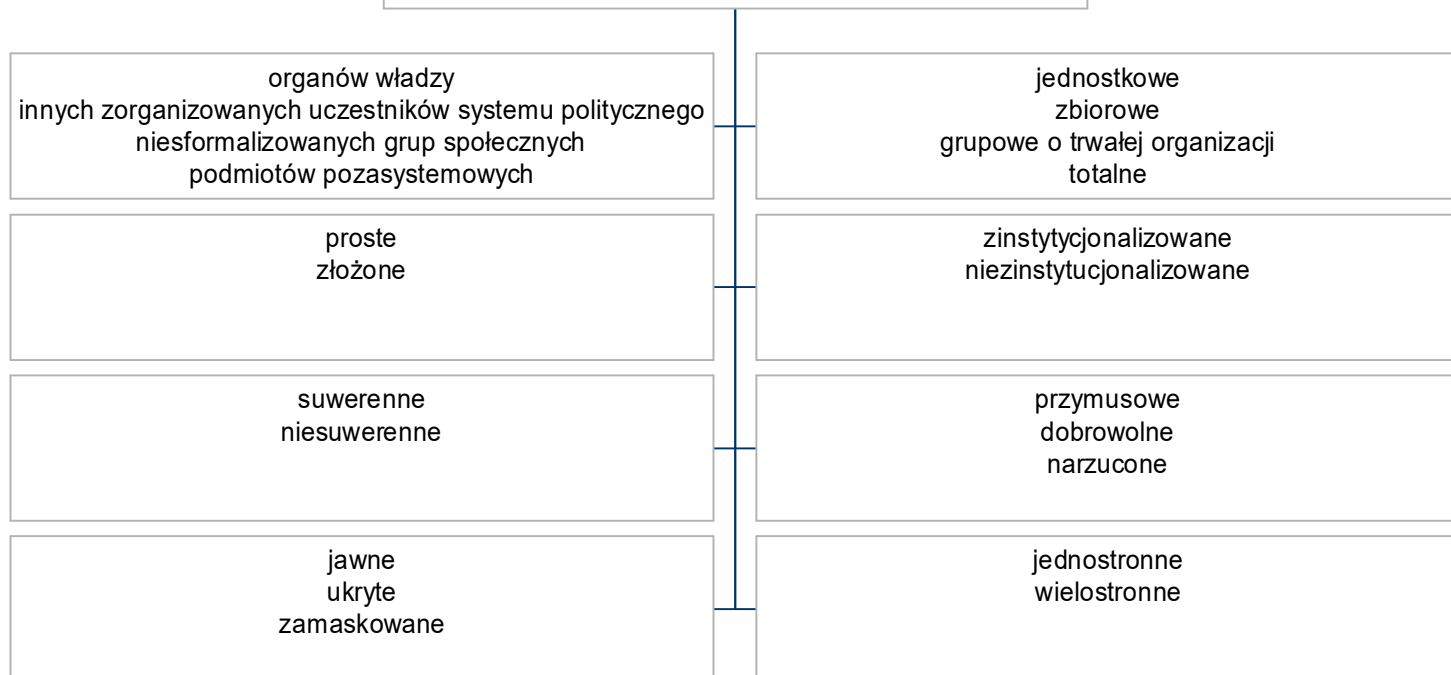 organów władzy
innych zorganizowanych uczestników systemu politycznego
niesformalizowanych grup społecznych
podmiotów pozasystemowych
jednostkowe
zbiorowe
grupowe o trwałej organizacji
totalne
proste
złożone
zinstytycjonalizowane
niezinstytucjonalizowane
suwerenne
niesuwerenne
przymusowe
dobrowolne
narzucone
jawne
ukryte
zamaskowane
jednostronne
wielostronne